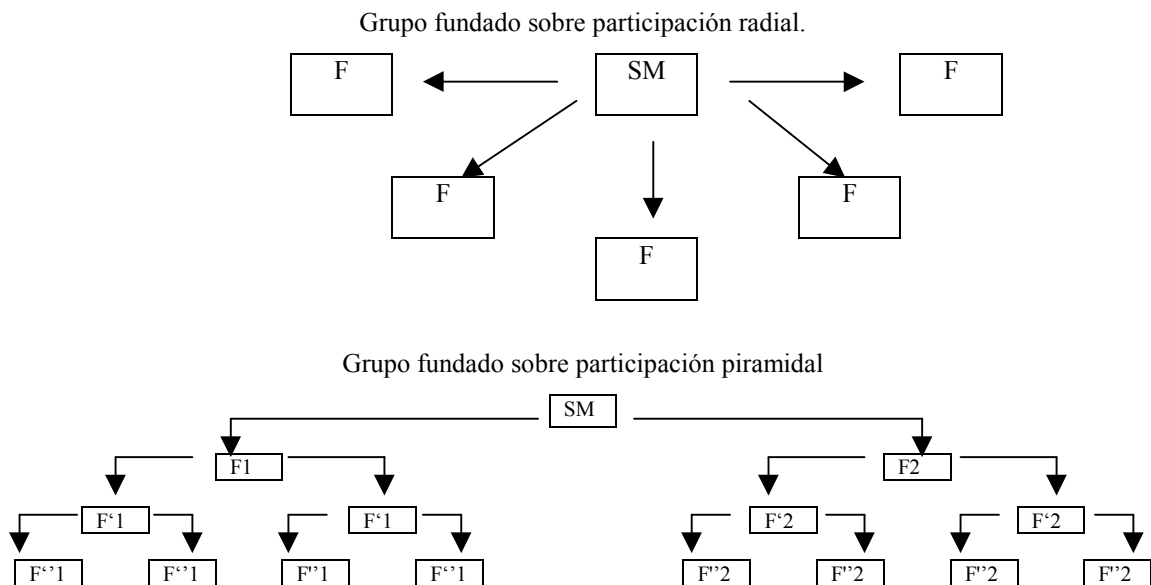 Grupo fundado sobre participación radial.
F SM F
F F
F
Grupo fundado sobre participación piramidal
SM
F1 F2
F‘1 F‘1 F‘2 F‘2
F‘’1 F‘’1 F'’1 F‘’1 F'’2 F'’2 F'’2 F'’2